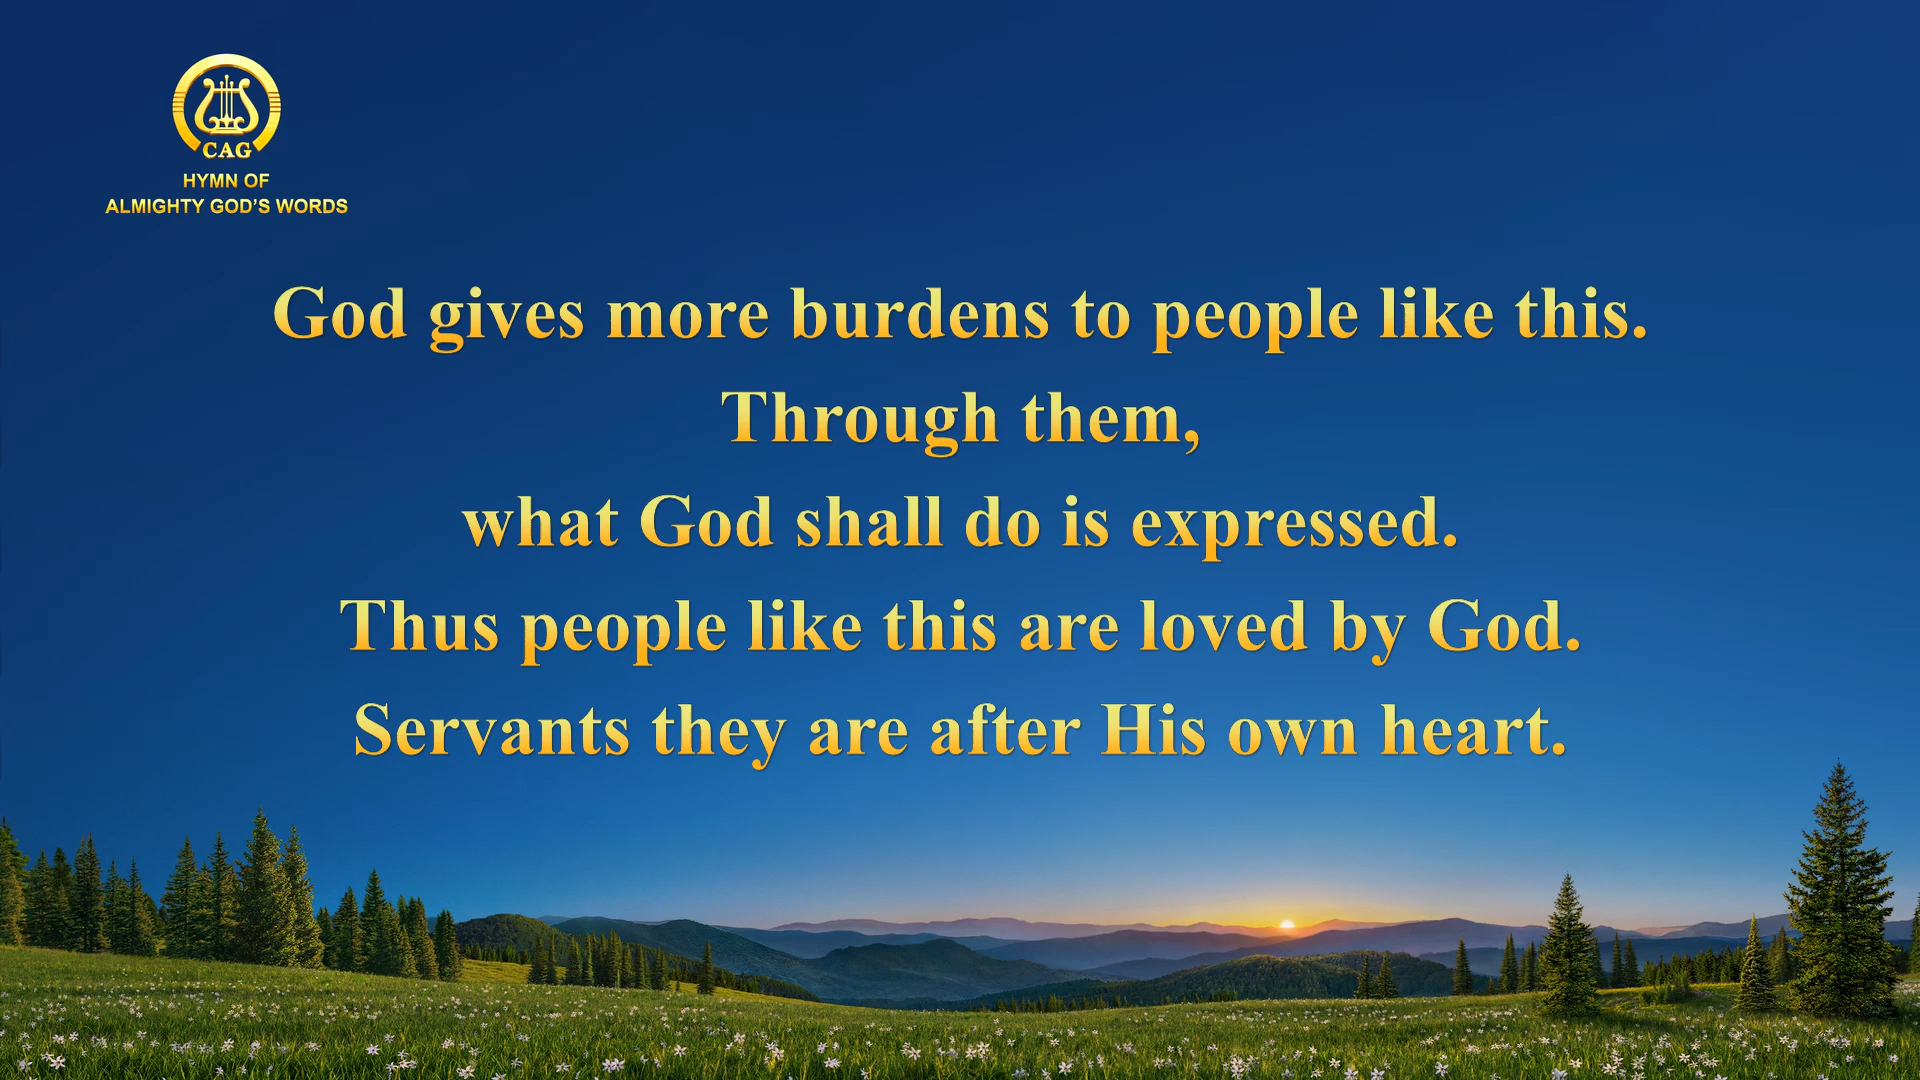 CAG
HYMN OF
ALMIGHTY GOD'S WORDS
God gives more burdens to people like this.
Through them,
what God shall do is expressed.
Thus people like this are loved by God.
Servants they are after His own heart.